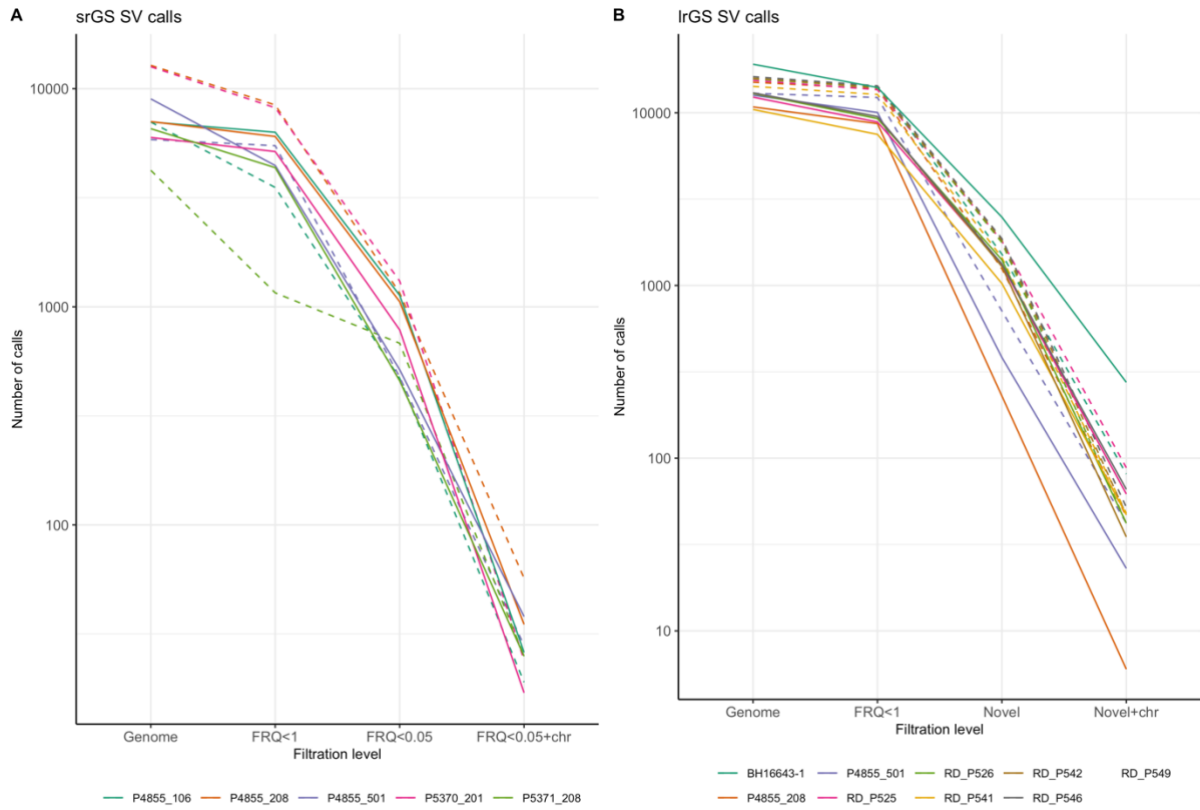 A
srGS SV calls
10000
1000
100
Number of calls
Genome
FRQ<1
FRQ<0.05
FRQ<0.05+chr
Filtration level
P4855_106
P4855_208
P4855_501
P5370_201
P5371_208
B
lrGS SV calls
10000
1000
100
10
Number of calls
Genome
FRQ<1
Novel
Novel+chr
Filtration level
BH16643-1
P4855_501
RD_P526
RD_P542
RD_P549
P4855_208
RD_P525
RD_P541
RD_P546